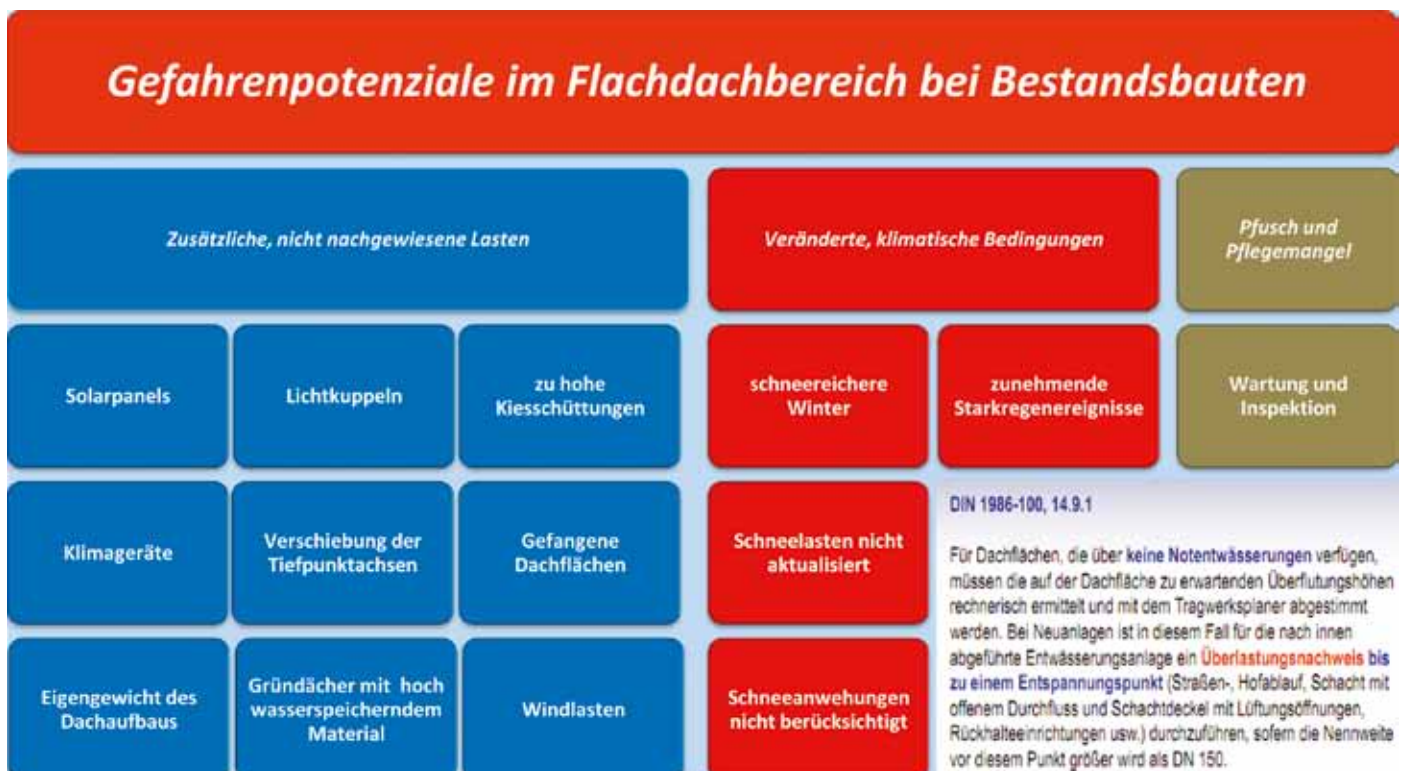 Gefahrenpotenziale im Flachdachbereich bei Bestandsbauten
Zusätzliche, nicht nachgewiesene Lasten
Veränderte, klimatische Bedingungen
Pfusch und
Pflegemangel
Solarpanels
Lichtkuppeln
zu hohe
Kiesschüttungen
schneereichere
Winter
zunehmende
Starkregenereignisse
Wartung und
Inspektion
Klimageräte
Verschiebung der
Tiefpunktachsen
Gefangene
Dachflächen
Schneelasten nicht
aktualisiert
Eigengewicht des
Dachaufbaus
Gründächer mit hoch
wasserspeicherndem
Material
Windlasten
Schneeanwehungen
nicht berücksichtigt
DIN 1986-100, 14.9.1
Für Dachflächen, die über keine Notentwässerungen verfügen,
müssen die auf der Dachfläche zu erwartenden Überflutungshöhen
rechnerisch ermittelt und mit dem Tragwerksplaner abgestimmt
werden. Bei Neuanlagen ist in diesem Fall für die nach innen
abgeführte Entwässerungsanlage ein Überlastungsnachweis bis
zu einem Entspannungspunkt (Straßen-, Hofablauf, Schacht mit
offenem Durchfluss und Schachtdeckel mit Lüftungsöffnungen,
Rückhalteeinrichtungen usw.) durchzuführen, sofern die Nennweite
vor diesem Punkt größer wird als DN 150.